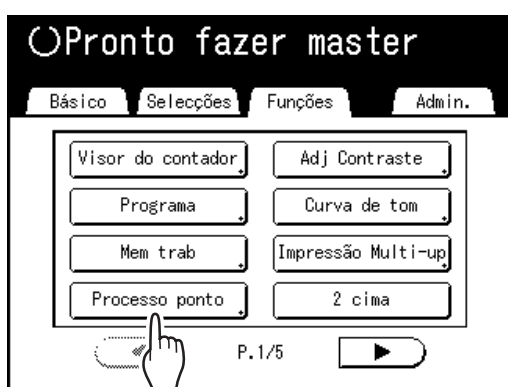 Pronto fazer master
Básico Selecções Funções Admin.
Visor do contador Adj Contraste
Programa Curva de tom
Mem trab Impressão Multi-up
Processo ponto 2 cima
P.1/5